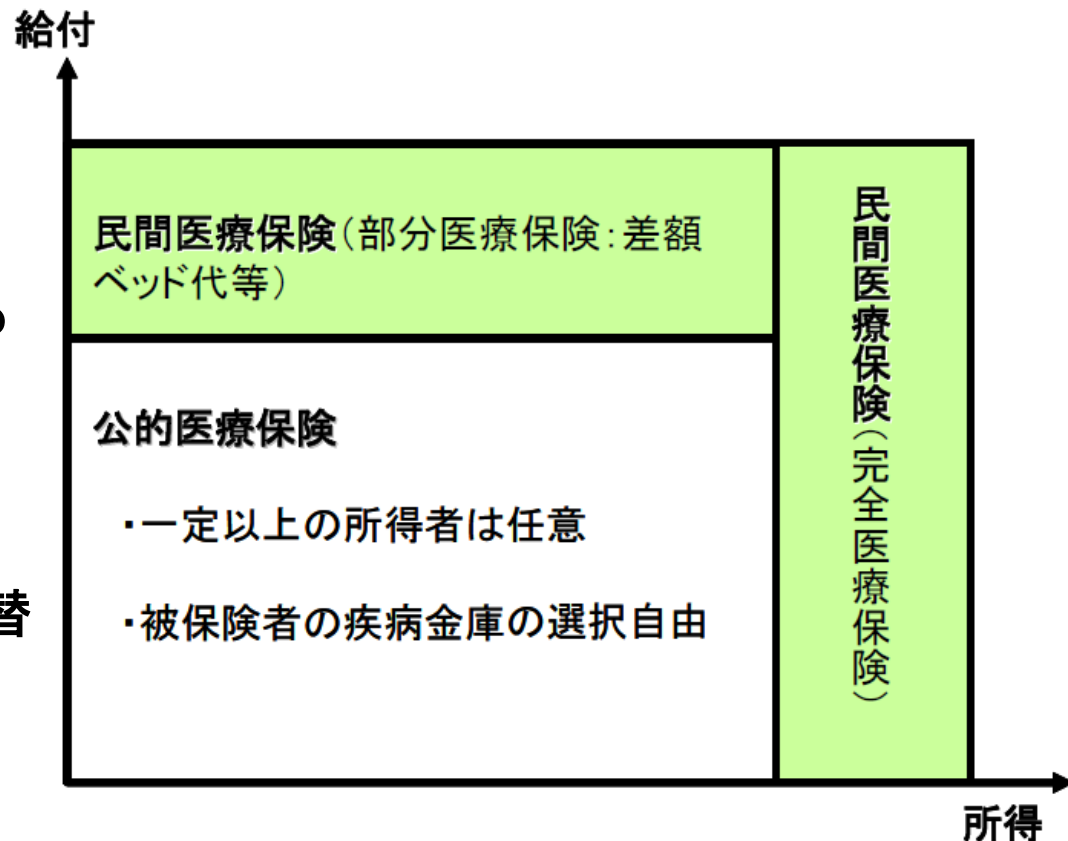 給付
民間医療保険(部分医療保険:差額
ベッド代等)
公的医療保険
・一定以上の所得者は任意
・被保険者の疾病金庫の選択自由
民間医療保険(完全医療保険)
替
所得